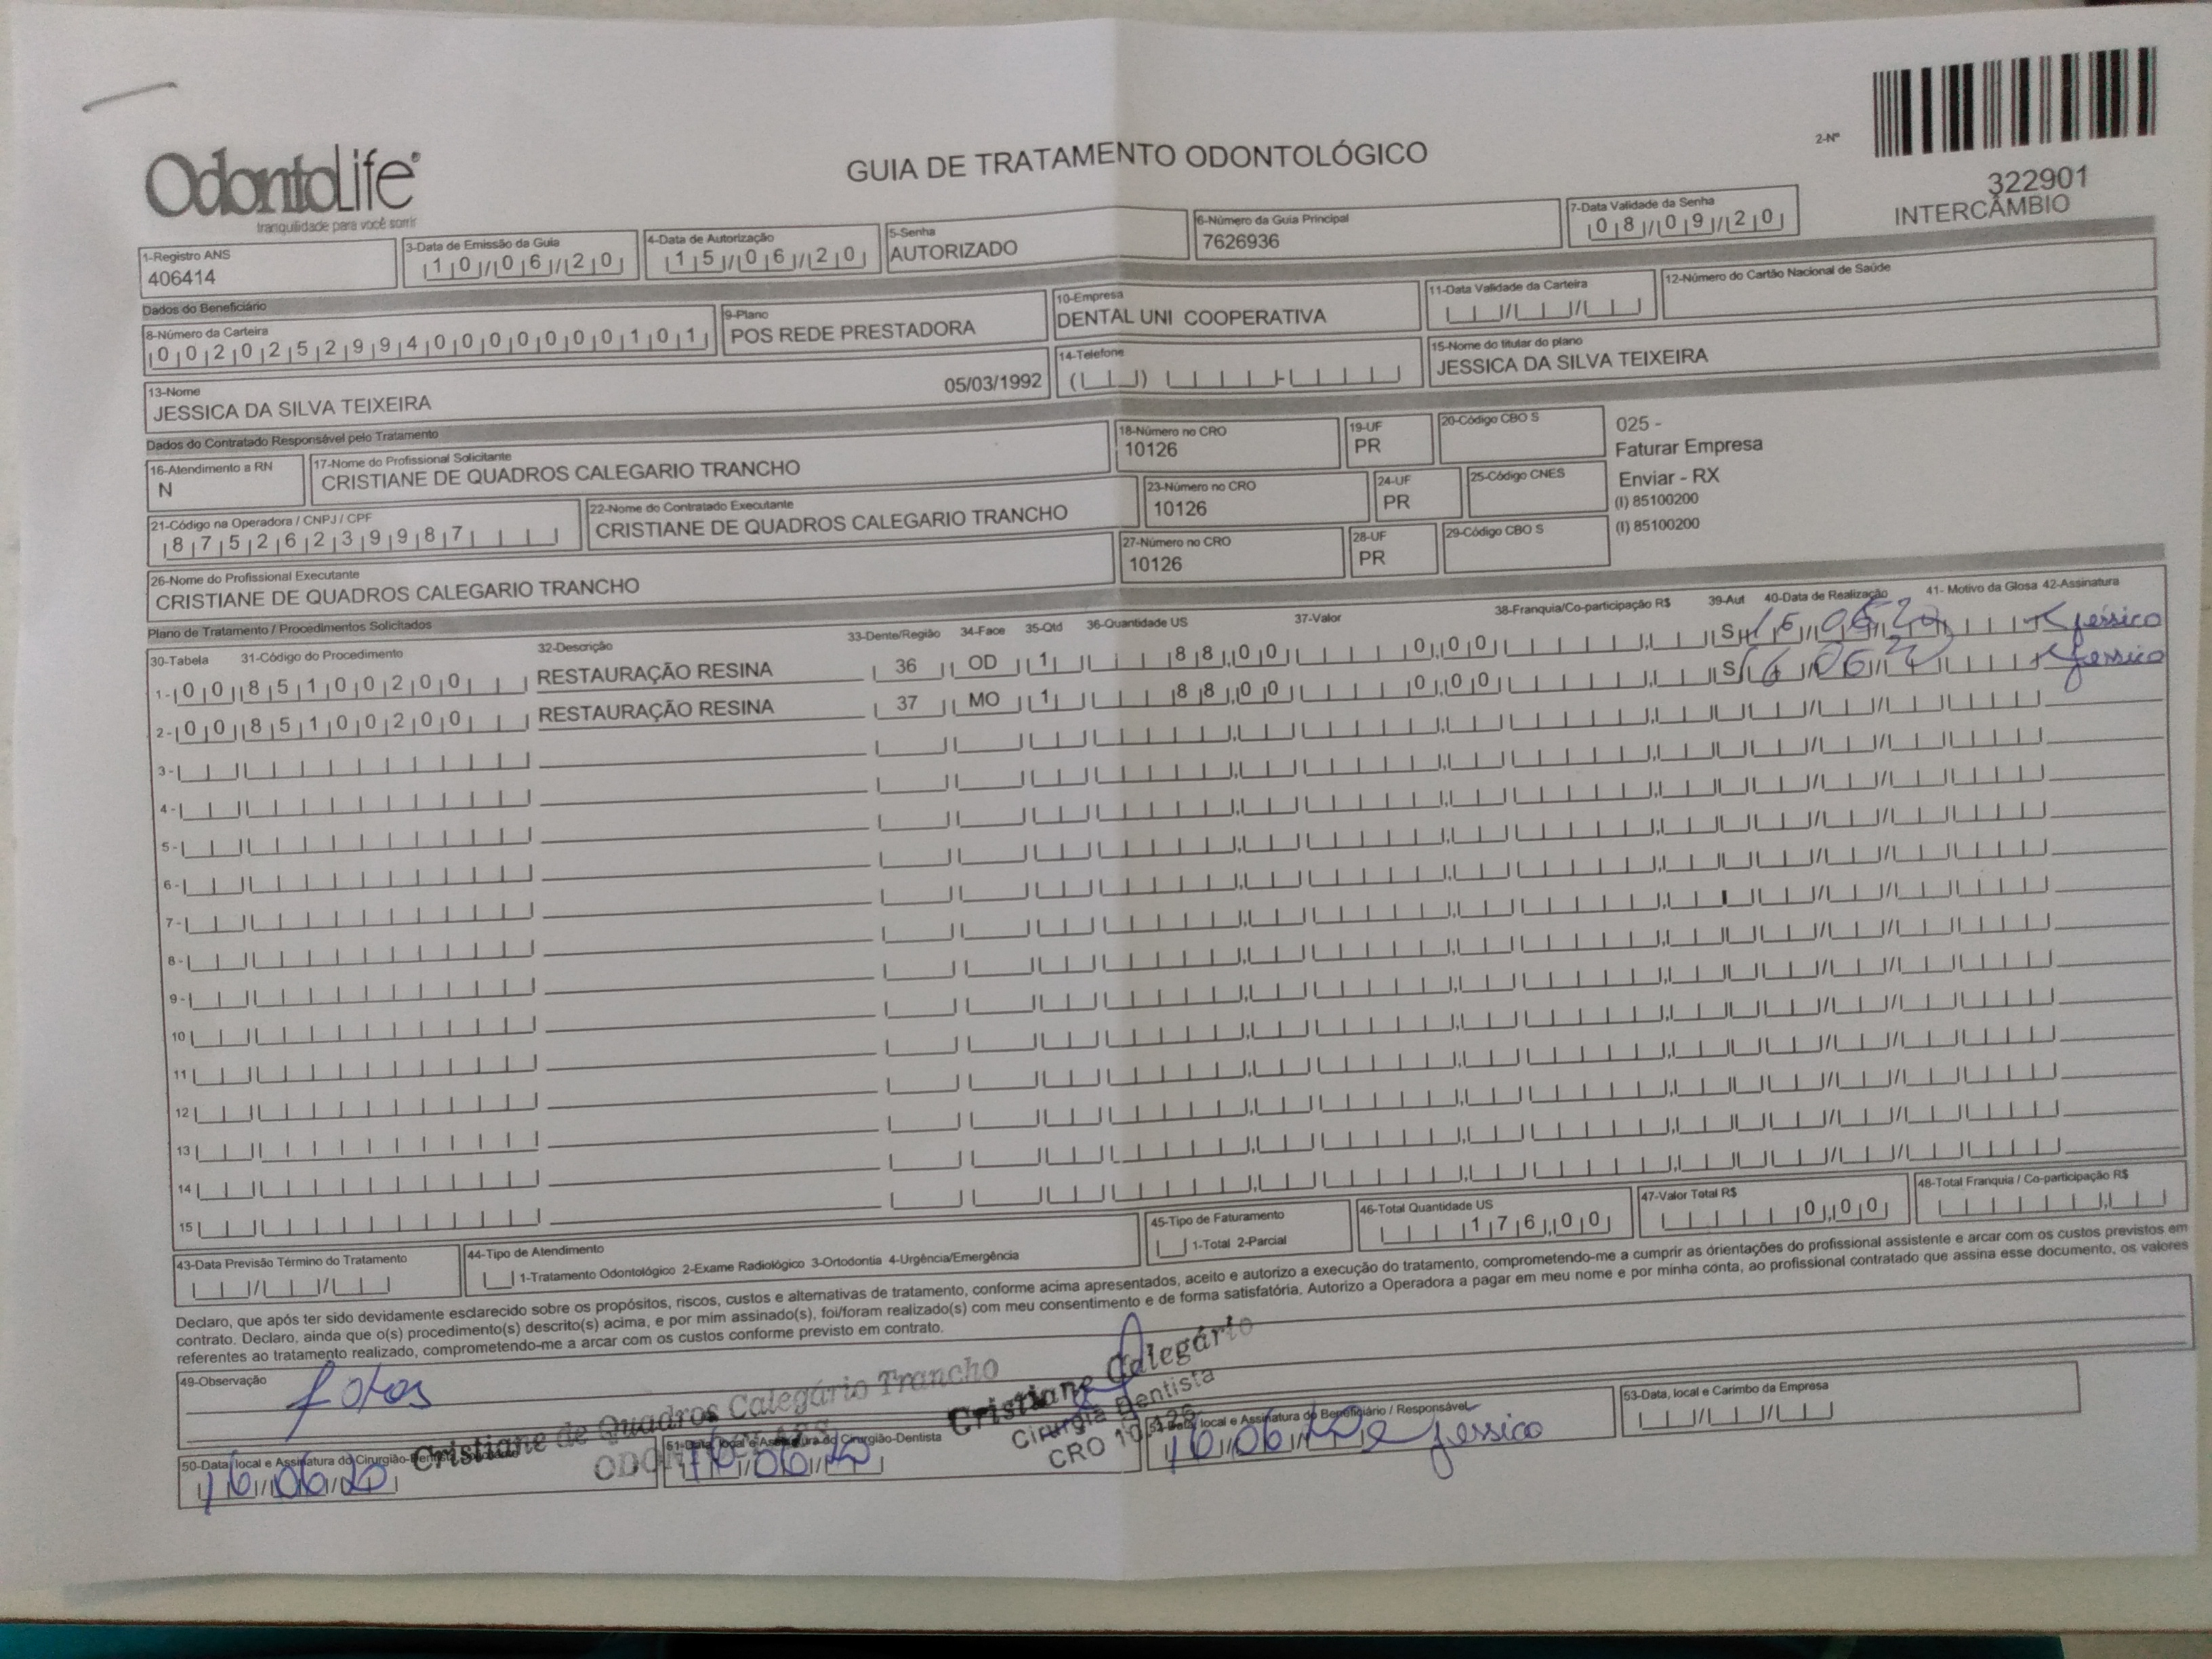 OdontoLife®
tranquilidade para você sorrir
GUIA DE TRATAMENTO ODONTOLÓGICO
2-Nº
322901
INTERCÂMBIO
1-Registro ANS
406414
3-Data de Emissão da Guia
10/06/20
4-Data de Autorização
15/06/20
5-Senha
AUTORIZADO
6-Número da Guia Principal
7626936
7-Data Validade da Senha
08/09/20
Dados do Beneficiário
8-Número da Carteira
00202529940000000101
9-Plano
POS REDE PRESTADORA
10-Empresa
DENTAL UNI COOPERATIVA
11-Data Validade da Carteira
12-Número do Cartão Nacional de Saúde
13-Nome
JESSICA DA SILVA TEIXEIRA
05/03/1992
14-Telefone
15-Nome do titular do plano
JESSICA DA SILVA TEIXEIRA
Dados do Contratado Responsável pelo Tratamento
16-Atendimento a RN
N
17-Nome do Profissional Solicitante
CRISTIANE DE QUADROS CALEGARIO TRANCHO
18-Número no CRO
10126
19-UF
PR
20-Código CBO S
025 -
Faturar Empresa
Enviar - RX
(I) 85100200
(I) 85100200
21-Código na Operadora / CNPJ / CPF
87526239987
22-Nome do Contratado Executante
CRISTIANE DE QUADROS CALEGARIO TRANCHO
23-Número no CRO
10126
24-UF
PR
25-Código CNES
26-Nome do Profissional Executante
CRISTIANE DE QUADROS CALEGARIO TRANCHO
27-Número no CRO
10126
28-UF
PR
29-Código CBO S
Plano de Tratamento / Procedimentos Solicitados
30-Tabela 31-Código do Procedimento 32-Descrição 33-Dente/Região 34-Face 35-Qtd 36-Quantidade US 37-Valor 38-Franquia/Co-participação R$ 39-Aut 40-Data de Realização 41- Motivo da Glosa 42-Assinatura
1- 00 85100200 RESTAURAÇÃO RESINA 36 OD 1 88,00 0,00 S 16 06 20 Jéssica
2- 00 85100200 RESTAURAÇÃO RESINA 37 MO 1 88,00 0,00 S 16 06 20 Jessica
3-
4-
5-
6-
7-
8-
9-
10
11
12
13
14
15
43-Data Previsão Término do Tratamento
44-Tipo de Atendimento
1-Tratamento Odontológico 2-Exame Radiológico 3-Ortodontia 4-Urgência/Emergência
45-Tipo de Faturamento
1-Total 2-Parcial
46-Total Quantidade US
176,00
47-Valor Total R$
0,00
48-Total Franquia / Co-participação R$
Declaro, que após ter sido devidamente esclarecido sobre os propósitos, riscos, custos e alternativas de tratamento, conforme acima apresentados, aceito e autorizo a execução do tratamento, comprometendo-me a cumprir as orientações do profissional assistente e arcar com os custos previstos em
contrato. Declaro, ainda que o(s) procedimento(s) descrito(s) acima, e por mim assinado(s), foi/foram realizado(s) com meu consentimento e de forma satisfatória. Autorizo a Operadora a pagar em meu nome e por minha conta, ao profissional contratado que assina esse documento, os valores
referentes ao tratamento realizado, comprometendo-me a arcar com os custos conforme previsto em contrato.
49-Observação
fotos
Cristiane de Quadros Calegário Trancho
Cristiane Calegário
Cirurgiã Dentista
50-Data, local e Assinatura do Cirurgião-
16 06 20
51-Data, local e Assinatura do Cirurgião-Dentista
16 06 20
52-Data, local e Assinatura do Beneficiário / Responsável
16 06 20 Jessica
53-Data, local e Carimbo da Empresa